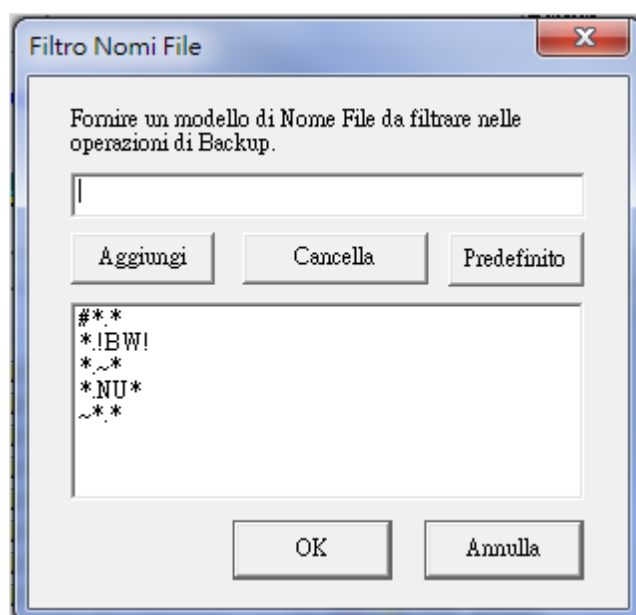 Filtro Nomi File
Fornire un modello di Nome File da filtrare nelle
operazioni di Backup.
Aggiungi
Cancella
Predefinito
#*.*
*.!BW!
*.~*
*.NU*
~*.*
OK
Annulla